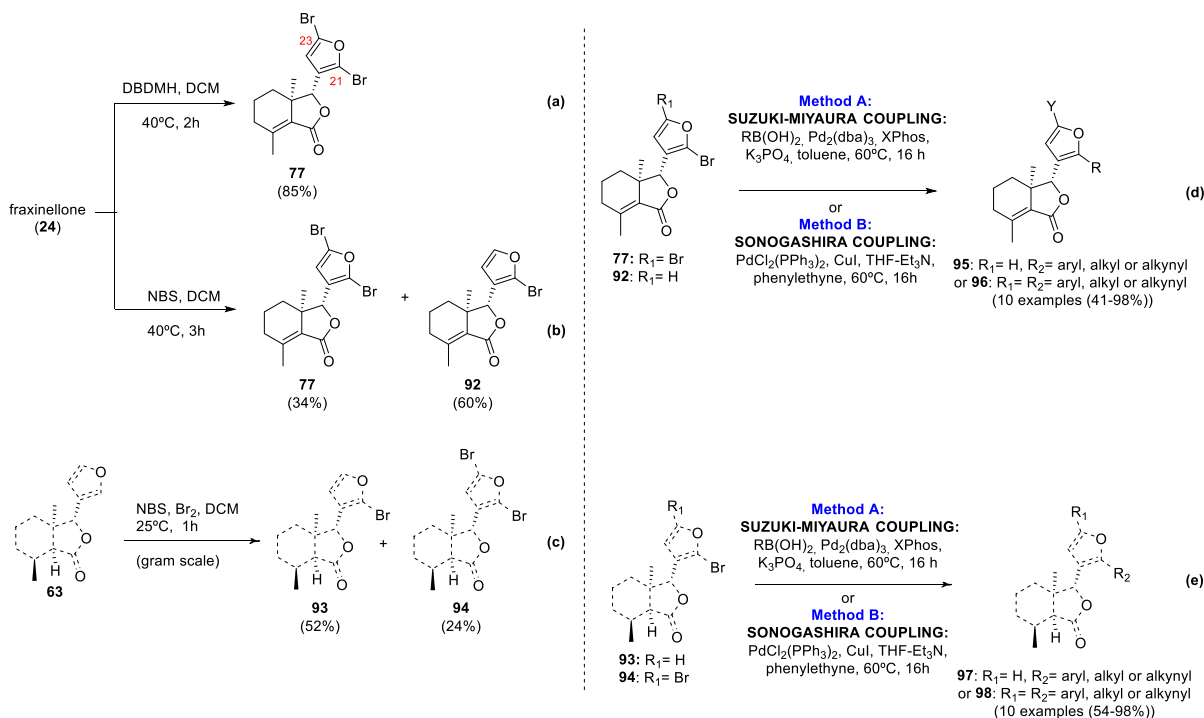 Br
77
23
O
DBDMH, DCM
21
Br
(a)
40ºC, 2h
O
O
77
(85%)
fraxinellone
(24)
Br
O
O
NBS, DCM
Br
Br
+
40ºC, 3h
O
O
(b)
O
O
77
92
(34%)
(60%)
Br
O
O
O
NBS, Br2, DCM
25ºC, 1h
Br
Br
O
O
+
O
(c)
(gram scale)
H
O
H
O
H
O
63
93
94
(52%)
(24%)
R1
Method A:
Y
O
SUZUKI-MIYAURA COUPLING:
O
RB(OH)2, Pd2(dba)3, XPhos,
Br
K3PO4, toluene, 60ºC, 16 h
R
O
or
O
(d)
Method B:
O
SONOGASHIRA COUPLING:
O
77: R1= Br
PdCl2(PPh3)2, CuI, THF-Et3N,
95: R1= H, R2= aryl, alkyl or alkynyl
92: R1= H
phenylethyne, 60ºC, 16h
or 96: R1= R2= aryl, alkyl or alkynyl
(10 examples (41-98%))
R1
Method A:
R1
O
SUZUKI-MIYAURA COUPLING:
O
RB(OH)2, Pd2(dba)3, XPhos,
Br
K3PO4, toluene, 60ºC, 16 h
R2
(e)
O
or
O
Method B:
H
O
SONOGASHIRA COUPLING:
H
O
93: R1= H
PdCl2(PPh3)2, CuI, THF-Et3N,
94: R1= Br
phenylethyne, 60ºC, 16h
97: R1= H, R2= aryl, alkyl or alkynyl
or 98: R1= R2= aryl, alkyl or alkynyl
(10 examples (54-98%))